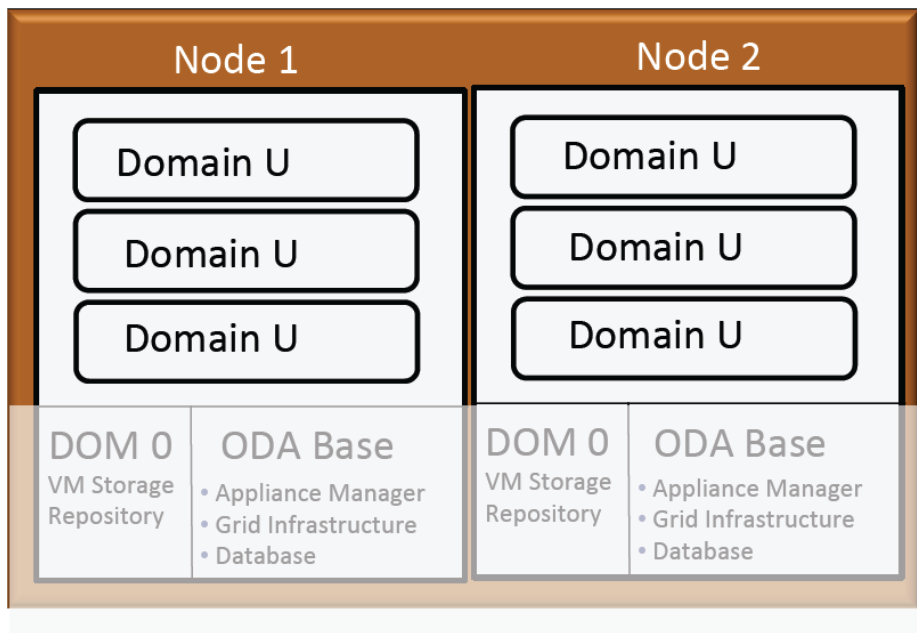 Node 1
Domain U
Domain U
Domain U
DOM 0
VM Storage
Repository
ODA Base
• Appliance Manager
• Grid Infrastructure
• Database
Node 2
Domain U
Domain U
Domain U
DOM 0
VM Storage
Repository
ODA Base
• Appliance Manager
• Grid Infrastructure
• Database